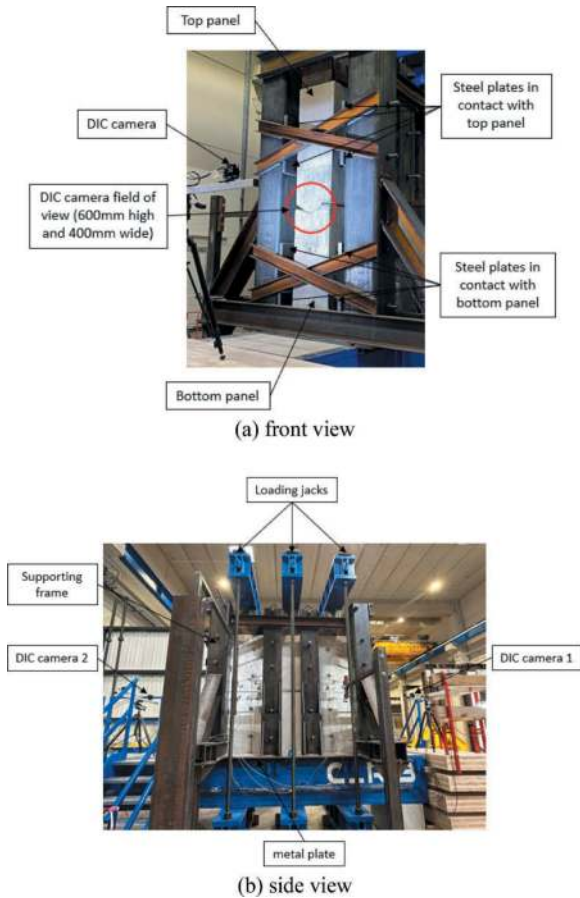 Top panel
Steel plates in
contact with
top panel
DIC camera
DIC camera field of
view (600mm high
and 400mm wide)
Steel plates in
contact with
bottom panel
Bottom panel
(a) front view
Loading jacks
Supporting
frame
DIC camera 2
DIC camera 1
metal plate
(b) side view